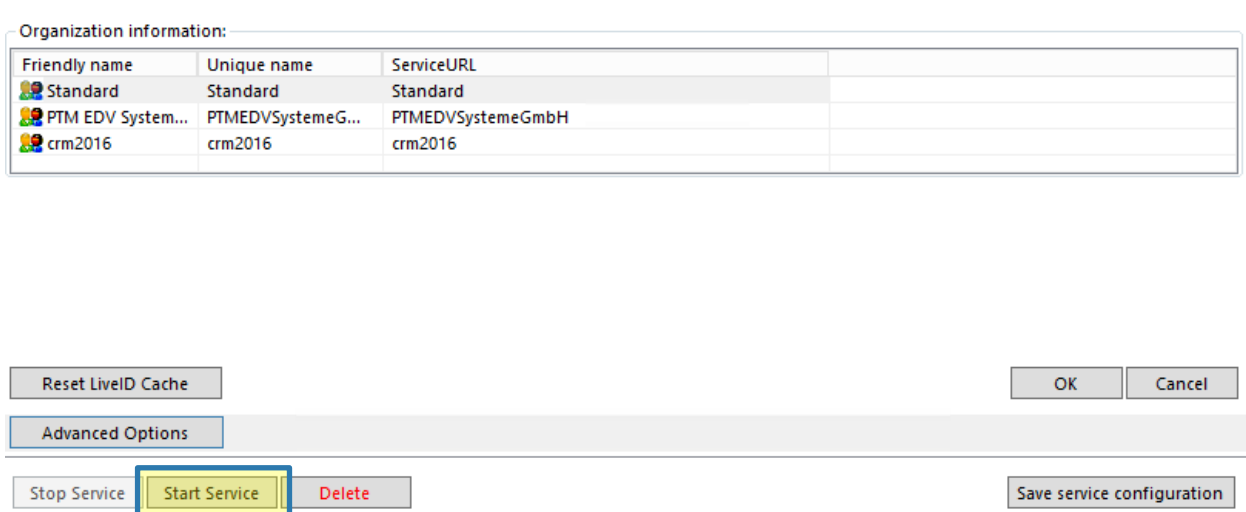 Organization information:
Friendly name Unique name ServiceURL
Standard Standard Standard
PTM EDV System... PTMEDVSystemeG... PTMEDVSystemeGmbH
crm2016 crm2016 crm2016
Reset LiveID Cache OK Cancel
Advanced Options
Stop Service Start Service Delete Save service configuration